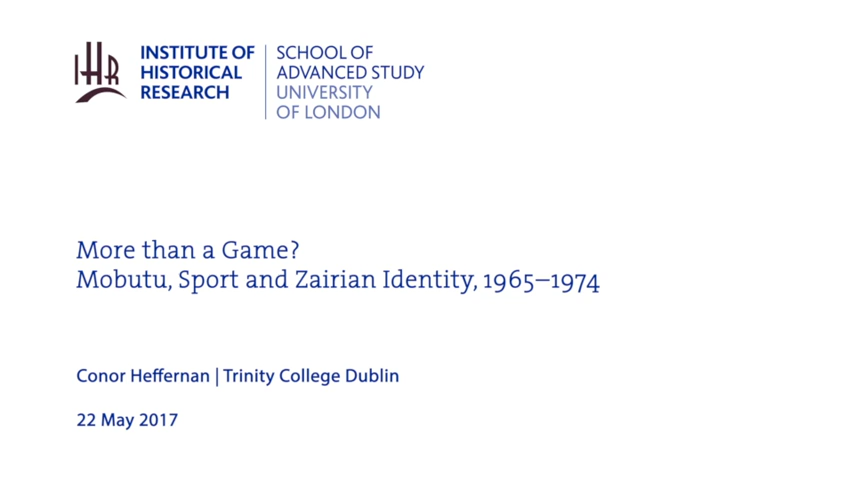 IHR
INSTITUTE OF
HISTORICAL
RESEARCH
SCHOOL OF
ADVANCED STUDY
UNIVERSITY
OF LONDON
More than a Game?
Mobutu, Sport and Zairian Identity, 1965–1974
Conor Heffernan | Trinity College Dublin
22 May 2017